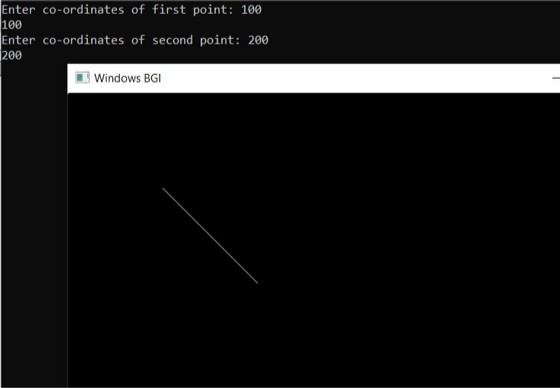 Enter co-ordinates of first point: 100
100
Enter co-ordinates of second point: 200
200
Windows BGI